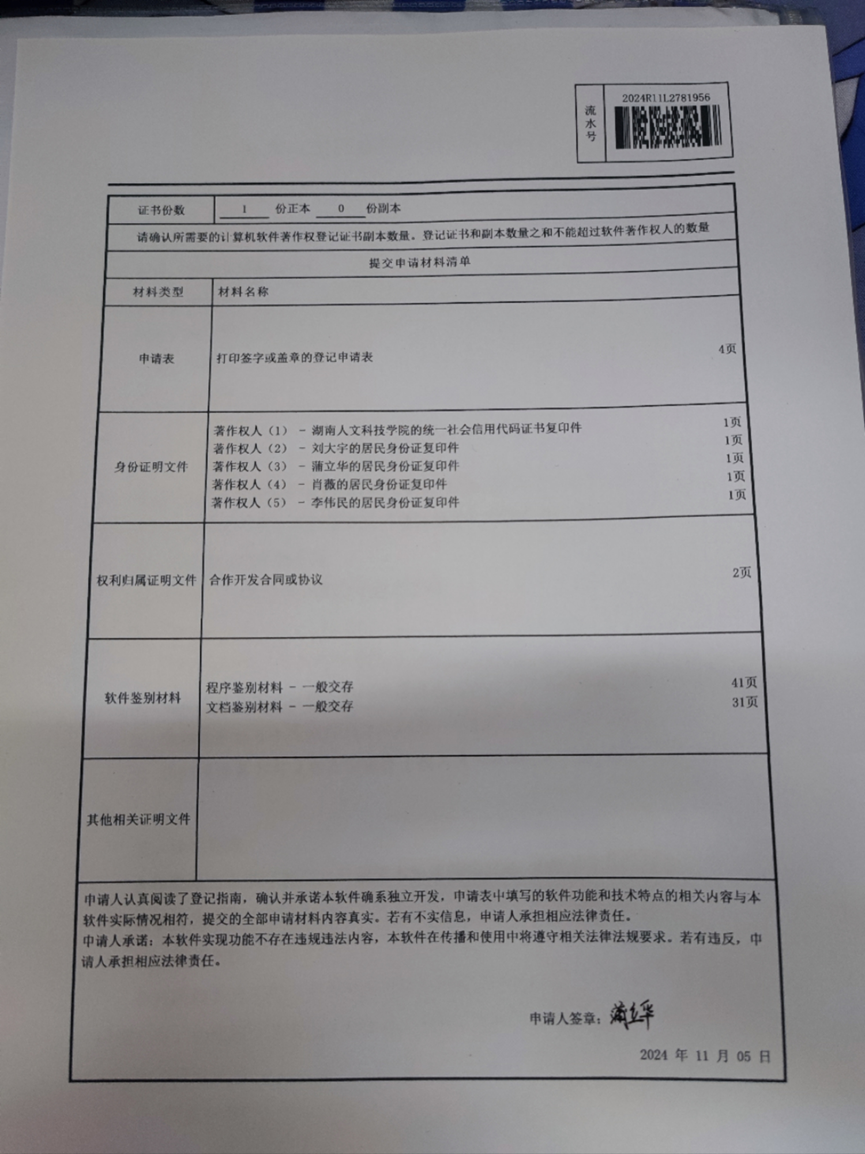 流水号
2024R11L2781956
证书份数 1 份正本 0 份副本
请确认所需要的计算机软件著作权登记证书副本数量。登记证书和副本数量之和不能超过软件著作权人的数量
提交申请材料清单
材料类型 材料名称
申请表 打印签字或盖章的登记申请表 4页
身份证明文件
著作权人（1） - 湖南人文科技学院的统一社会信用代码证书复印件 1页
著作权人（2） - 刘大宇的居民身份证复印件 1页
著作权人（3） - 蒲立华的居民身份证复印件 1页
著作权人（4） - 肖薇的居民身份证复印件 1页
著作权人（5） - 李伟民的居民身份证复印件 1页
权利归属证明文件 合作开发合同或协议 2页
软件鉴别材料
程序鉴别材料 - 一般交存 41页
文档鉴别材料 - 一般交存 31页
其他相关证明文件
申请人认真阅读了登记指南，确认并承诺本软件确系独立开发，申请表中填写的软件功能和技术特点的相关内容与本
软件实际情况相符，提交的全部申请材料内容真实。若有不实信息，申请人承担相应法律责任。
申请人承诺：本软件实现功能不存在违规违法内容，本软件在传播和使用中将遵守相关法律法规要求。若有违反，申
请人承担相应法律责任。
申请人签章：蒲立华
2024 年 11 月 05 日